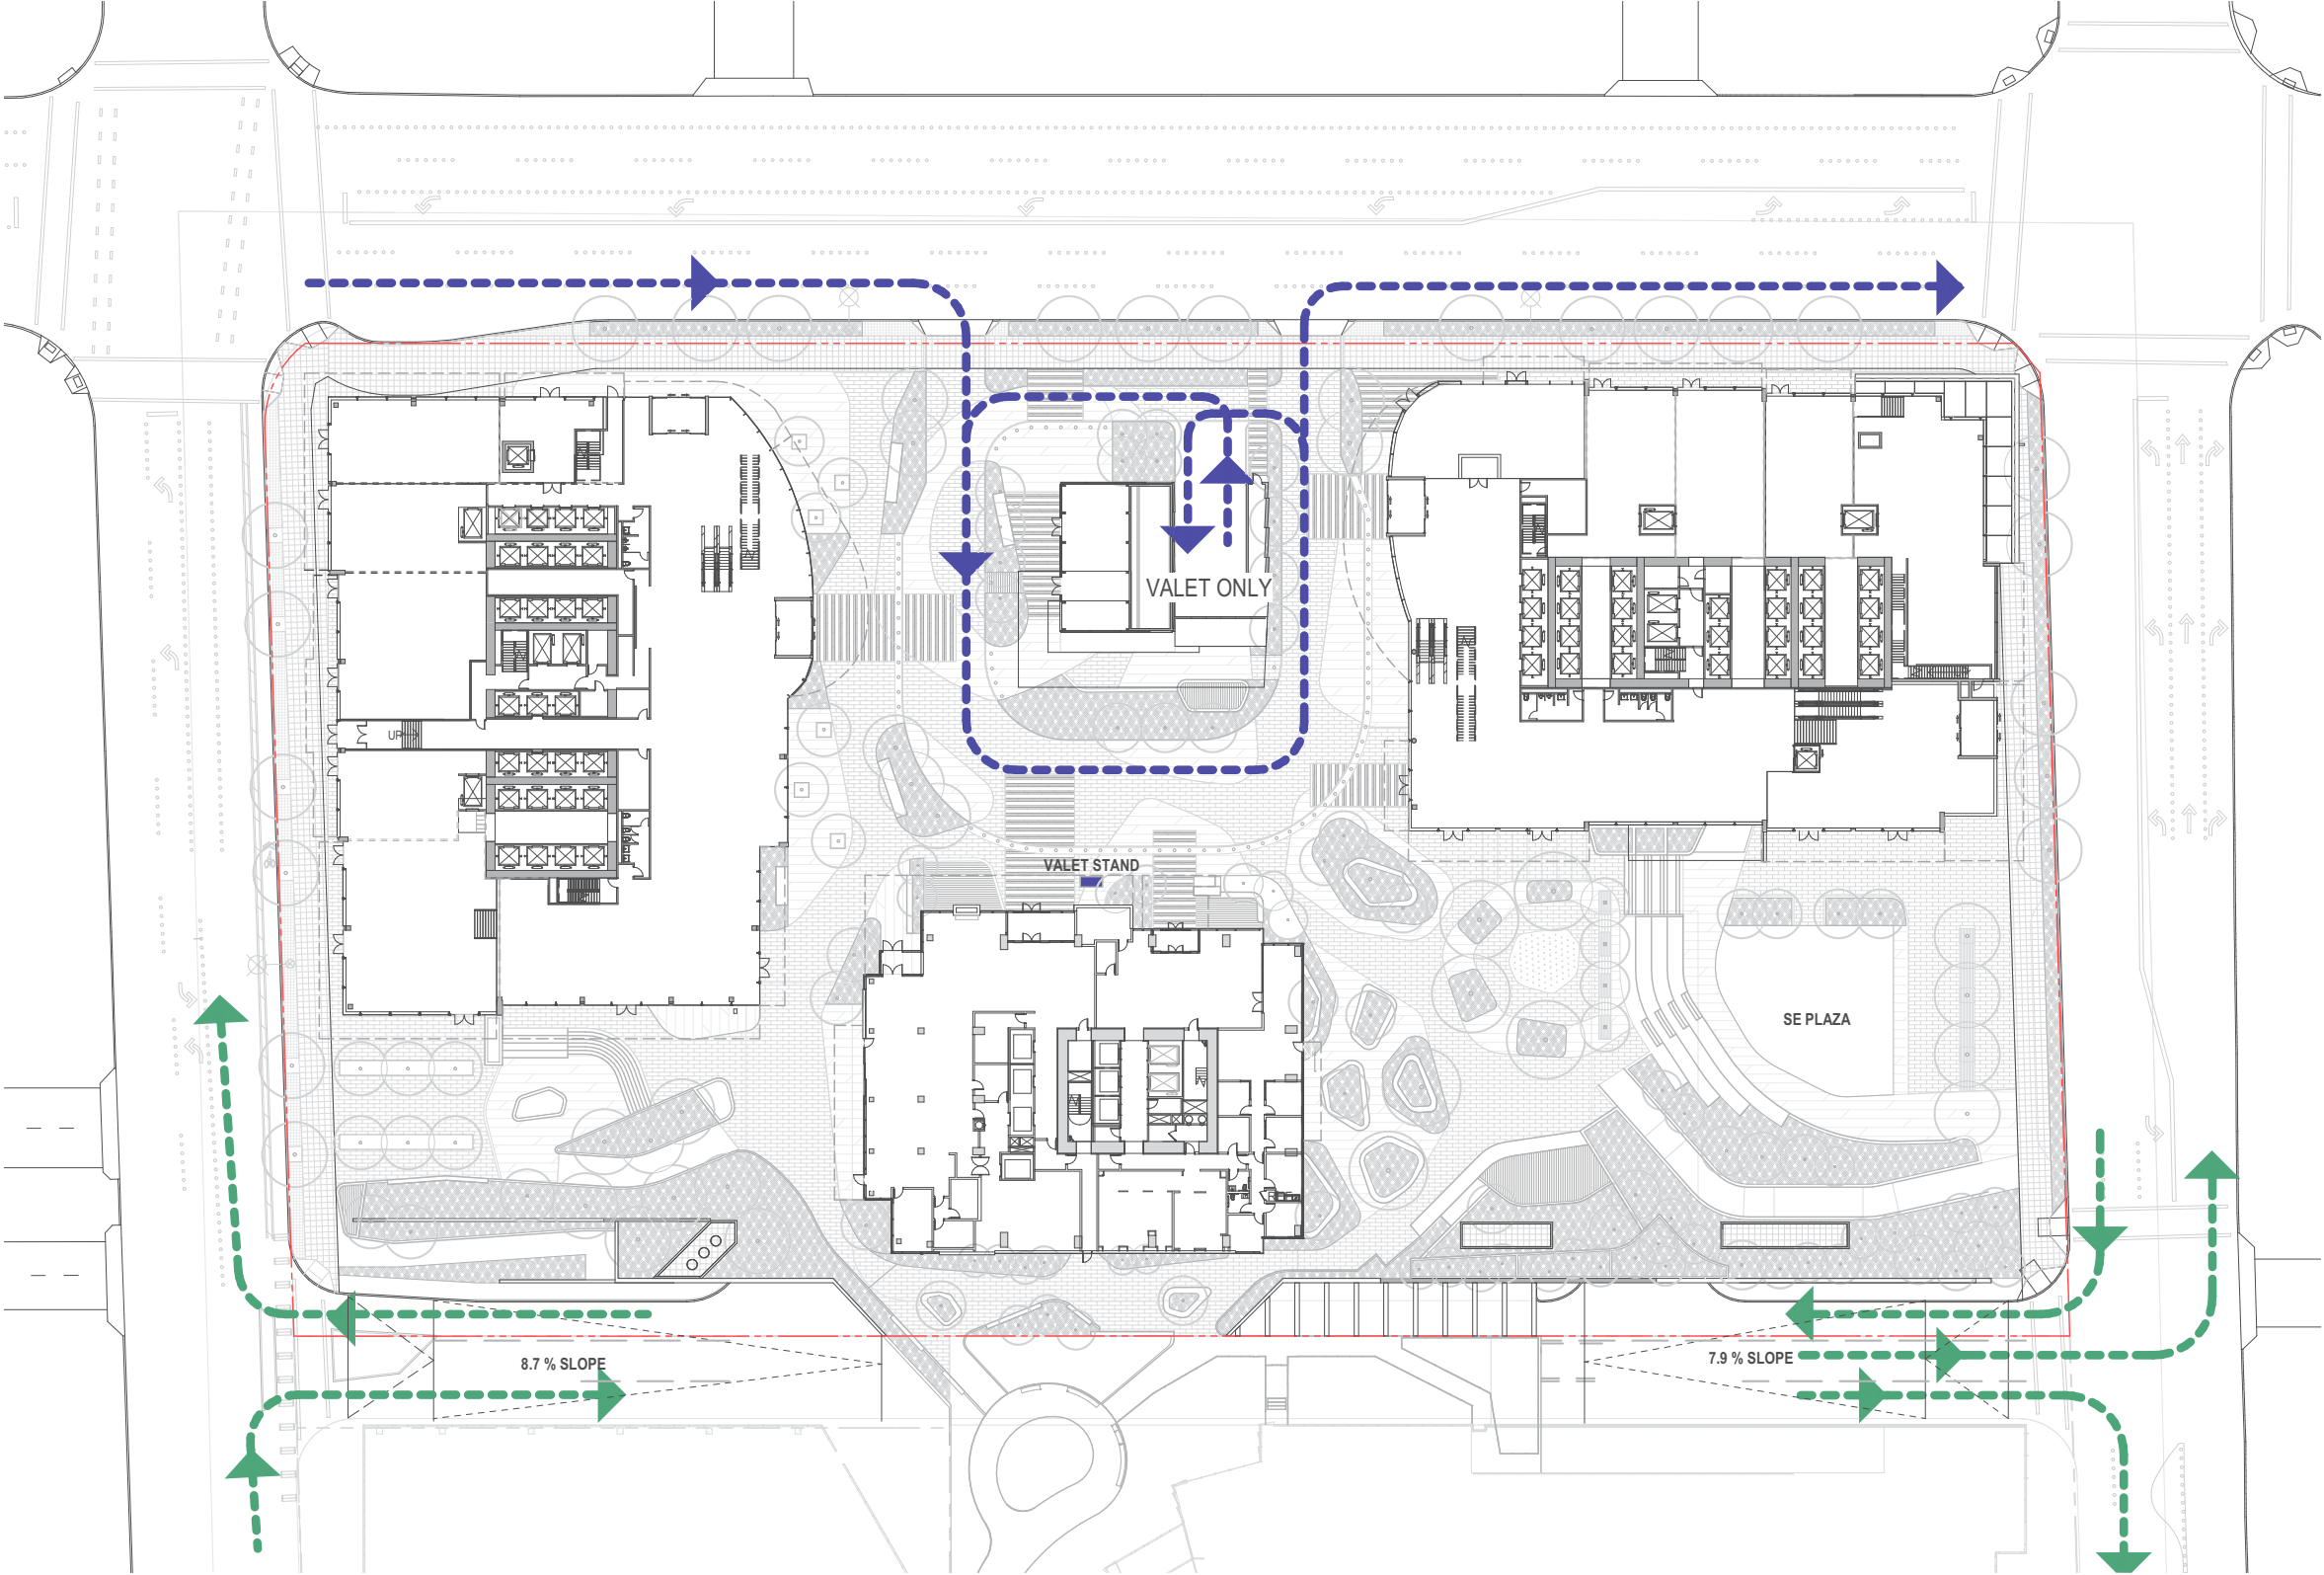 VALET ONLY
UP
VALET STAND
SE PLAZA
8.7 % SLOPE
7.9 % SLOPE